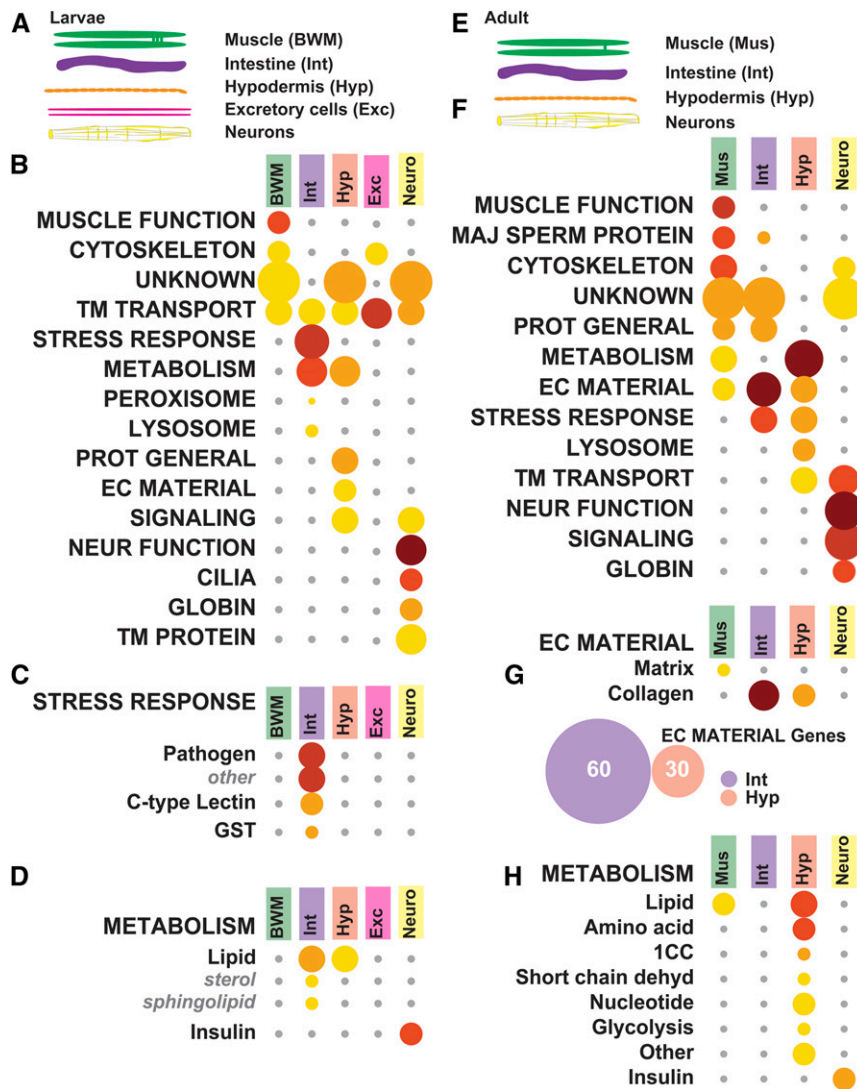 A
Larvae
Muscle (BWM)
Intestine (Int)
Hypodermis (Hyp)
Excretory cells (Exc)
Neurons
B
BWM
Int
Hyp
Exc
Neuro
MUSCLE FUNCTION
CYTOSKELETON
UNKNOWN
TM TRANSPORT
STRESS RESPONSE
METABOLISM
PEROXISOME
LYSOSOME
PROT GENERAL
EC MATERIAL
SIGNALING
NEUR FUNCTION
CILIA
GLOBIN
TM PROTEIN
C
STRESS RESPONSE
BWM
Int
Hyp
Exc
Neuro
Pathogen
other
C-type Lectin
GST
D
METABOLISM
BWM
Int
Hyp
Exc
Neuro
Lipid
sterol
sphingolipid
Insulin
E
Adult
Muscle (Mus)
Intestine (Int)
Hypodermis (Hyp)
Neurons
F
Mus
Int
Hyp
Neuro
MUSCLE FUNCTION
MAJ SPERM PROTEIN
CYTOSKELETON
UNKNOWN
PROT GENERAL
METABOLISM
EC MATERIAL
STRESS RESPONSE
LYSOSOME
TM TRANSPORT
NEUR FUNCTION
SIGNALING
GLOBIN
G
EC MATERIAL
Mus
Int
Hyp
Neuro
Matrix
Collagen
EC MATERIAL Genes
60
30
Int
Hyp
H
METABOLISM
Mus
Int
Hyp
Neuro
Lipid
Amino acid
1CC
Short chain dehyd
Nucleotide
Glycolysis
Other
Insulin